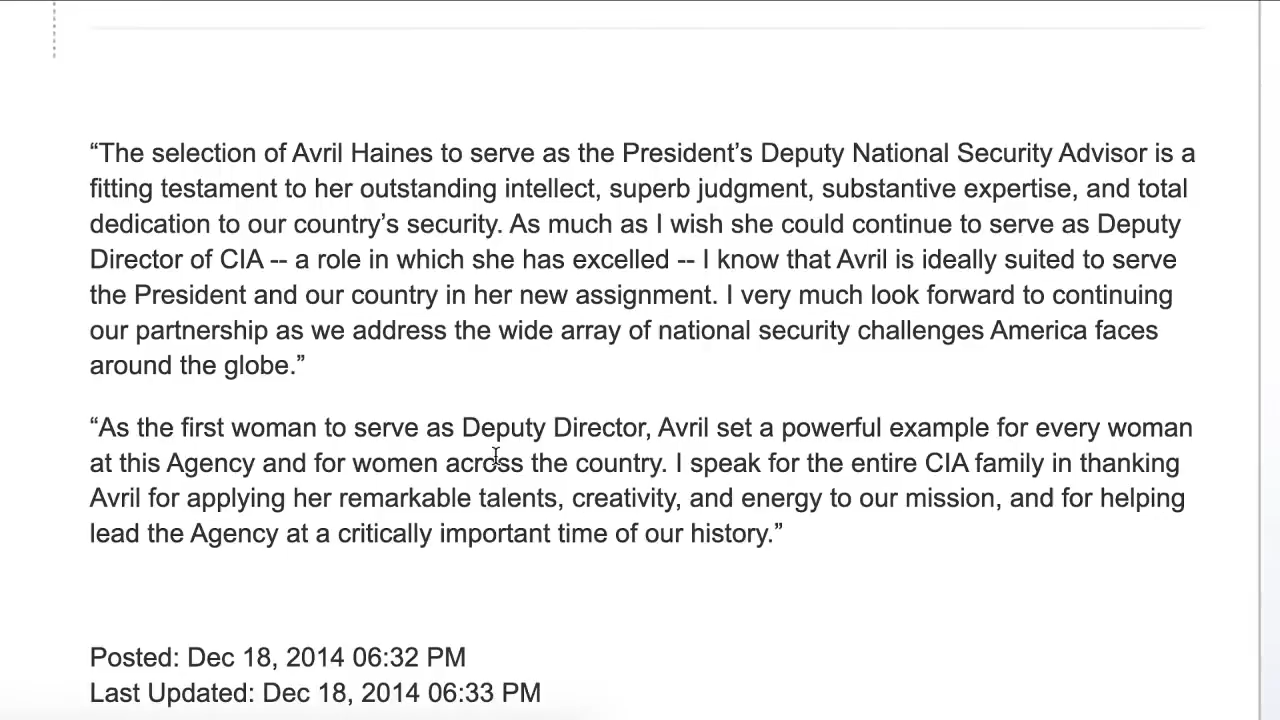 “The selection of Avril Haines to serve as the President’s Deputy National Security Advisor is a
fitting testament to her outstanding intellect, superb judgment, substantive expertise, and total
dedication to our country’s security. As much as I wish she could continue to serve as Deputy
Director of CIA -- a role in which she has excelled -- I know that Avril is ideally suited to serve
the President and our country in her new assignment. I very much look forward to continuing
our partnership as we address the wide array of national security challenges America faces
around the globe.”
“As the first woman to serve as Deputy Director, Avril set a powerful example for every woman
at this Agency and for women across the country. I speak for the entire CIA family in thanking
Avril for applying her remarkable talents, creativity, and energy to our mission, and for helping
lead the Agency at a critically important time of our history.”
Posted: Dec 18, 2014 06:32 PM
Last Updated: Dec 18, 2014 06:33 PM